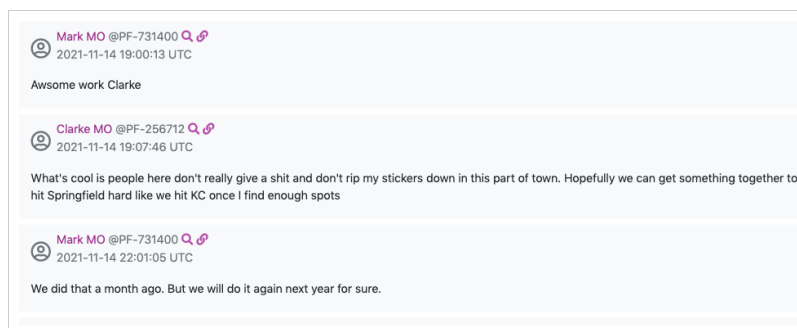 Mark MO @PF-731400
2021-11-14 19:00:13 UTC
Awsome work Clarke
Clarke MO @PF-256712
2021-11-14 19:07:46 UTC
What's cool is people here don't really give a shit and don't rip my stickers down in this part of town. Hopefully we can get something together to
hit Springfield hard like we hit KC once I find enough spots
Mark MO @PF-731400
2021-11-14 22:01:05 UTC
We did that a month ago. But we will do it again next year for sure.